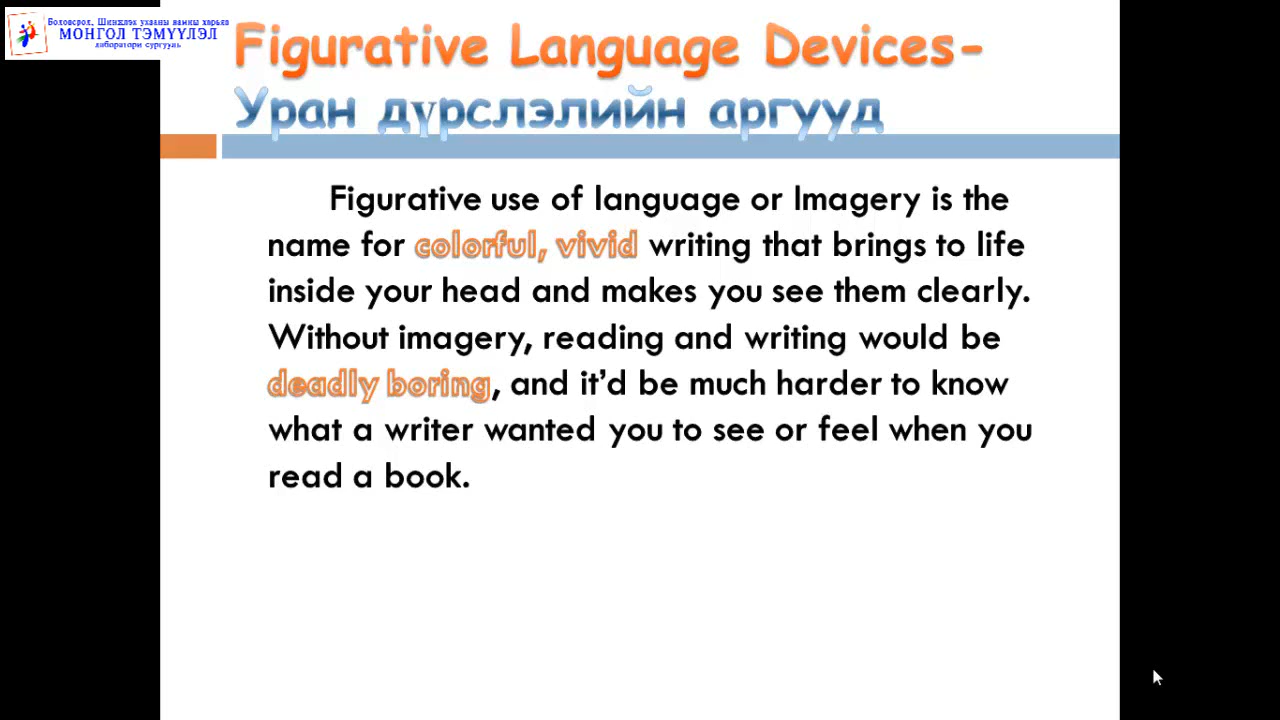 Боловсрол, Шинжлэх ухааны яамны харьяа
МОНГОЛ ТЭМҮҮЛЭЛ
лаборатори сургууль
Figurative Language Devices-
Уран дүрслэлийн аргууд
Figurative use of language or Imagery is the
name for colorful, vivid writing that brings to life
inside your head and makes you see them clearly.
Without imagery, reading and writing would be
deadly boring, and it’d be much harder to know
what a writer wanted you to see or feel when you
read a book.